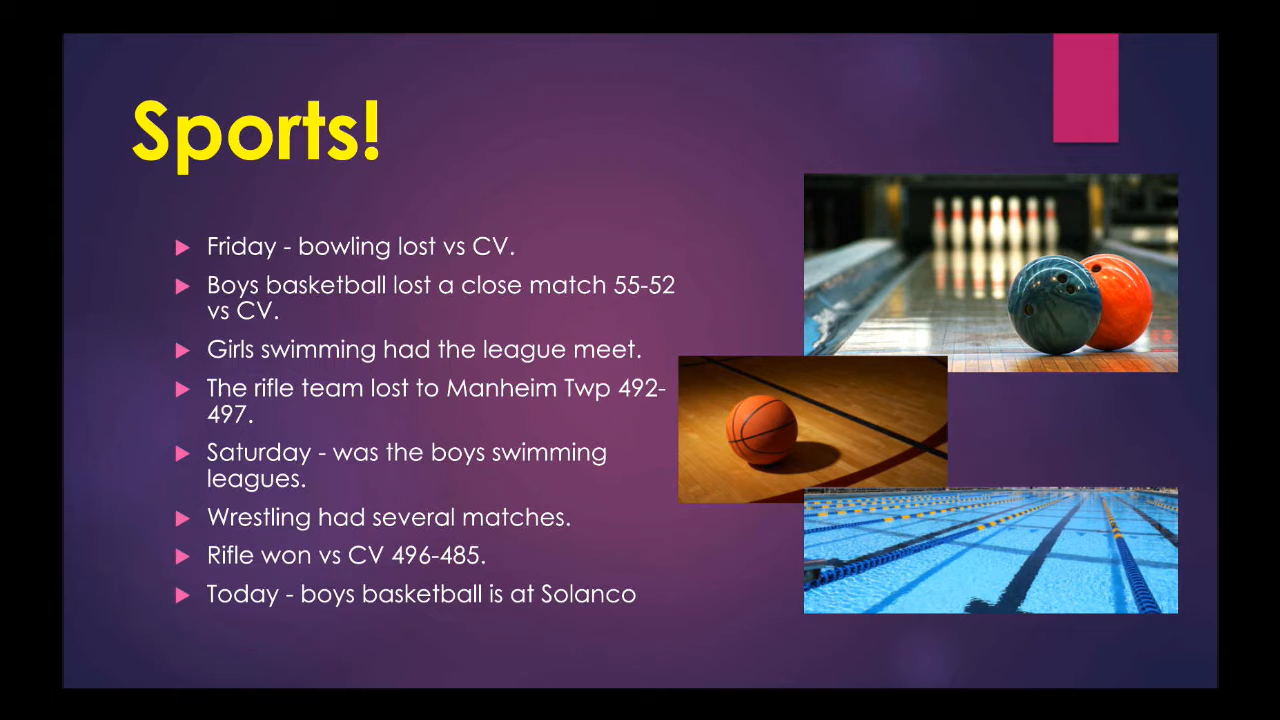 Sports!
Friday - bowling lost vs CV.
Boys basketball lost a close match 55-52
vs CV.
Girls swimming had the league meet.
The rifle team lost to Manheim Twp 492-
497.
Saturday - was the boys swimming
leagues.
Wrestling had several matches.
Rifle won vs CV 496-485.
Today - boys basketball is at Solanco